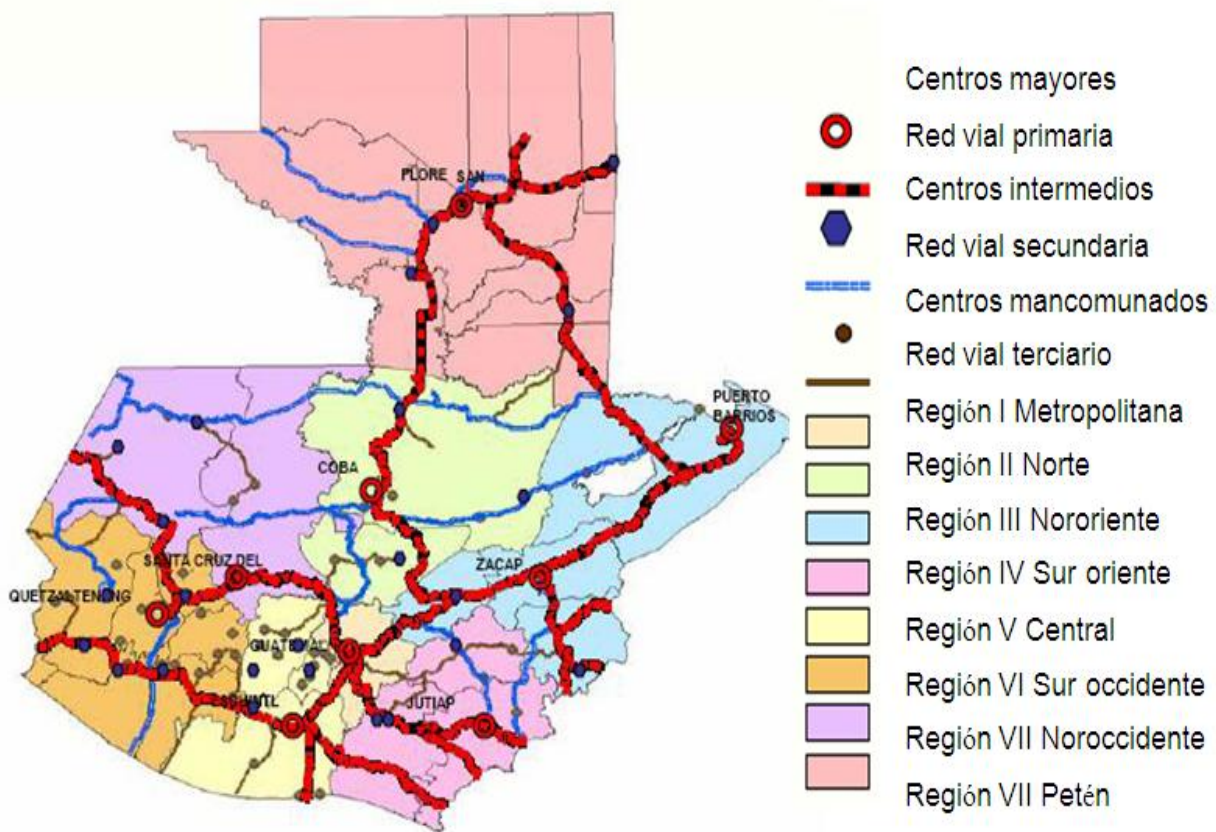 Centros mayores
Red vial primaria
PLORE SAN
Centros intermedios
Red vial secundaria
Centros mancomunados
Red vial terciario
PUERTO
BARRIOS
Región I Metropolitana
COBA
Región II Norte
Región III Nororiente
SANTA CRUZ DEL
ZACAP
Región IV Sur oriente
QUETZALTENANG
Región V Central
Región VI Sur occidente
JUTIAP
Región VII Noroccidente
Región VII Petén